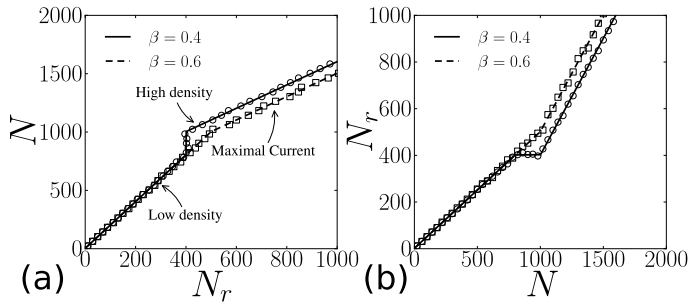 2000
1500
1000
500
0
N
β = 0.4
β = 0.6
High density
Maximal Current
Low density
0 200 400 600 800 1000
(a) N_r
1000
800
600
400
200
0
N_r
β = 0.4
β = 0.6
0 500 1000 1500 2000
(b) N